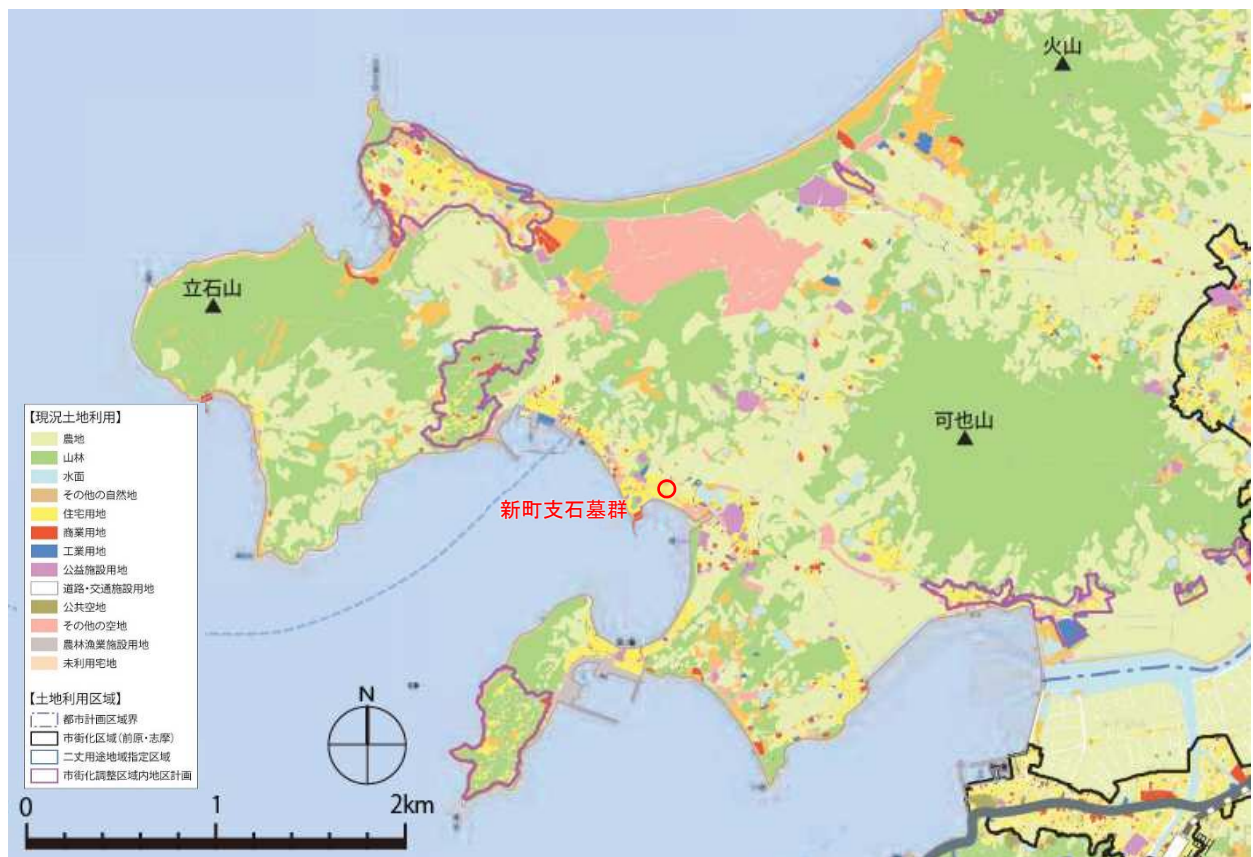 火山
立石山
可也山
新町支石墓群
【現況土地利用】
農地
山林
水面
その他の自然地
住宅用地
商業用地
工業用地
公益施設用地
道路・交通施設用地
公共空地
その他の空地
農林漁業施設用地
未利用宅地
【土地利用区域】
都市計画区域界
市街化区域(前原・志摩)
二丈用途地域指定区域
市街化調整区域内地区計画
N
0 1 2km